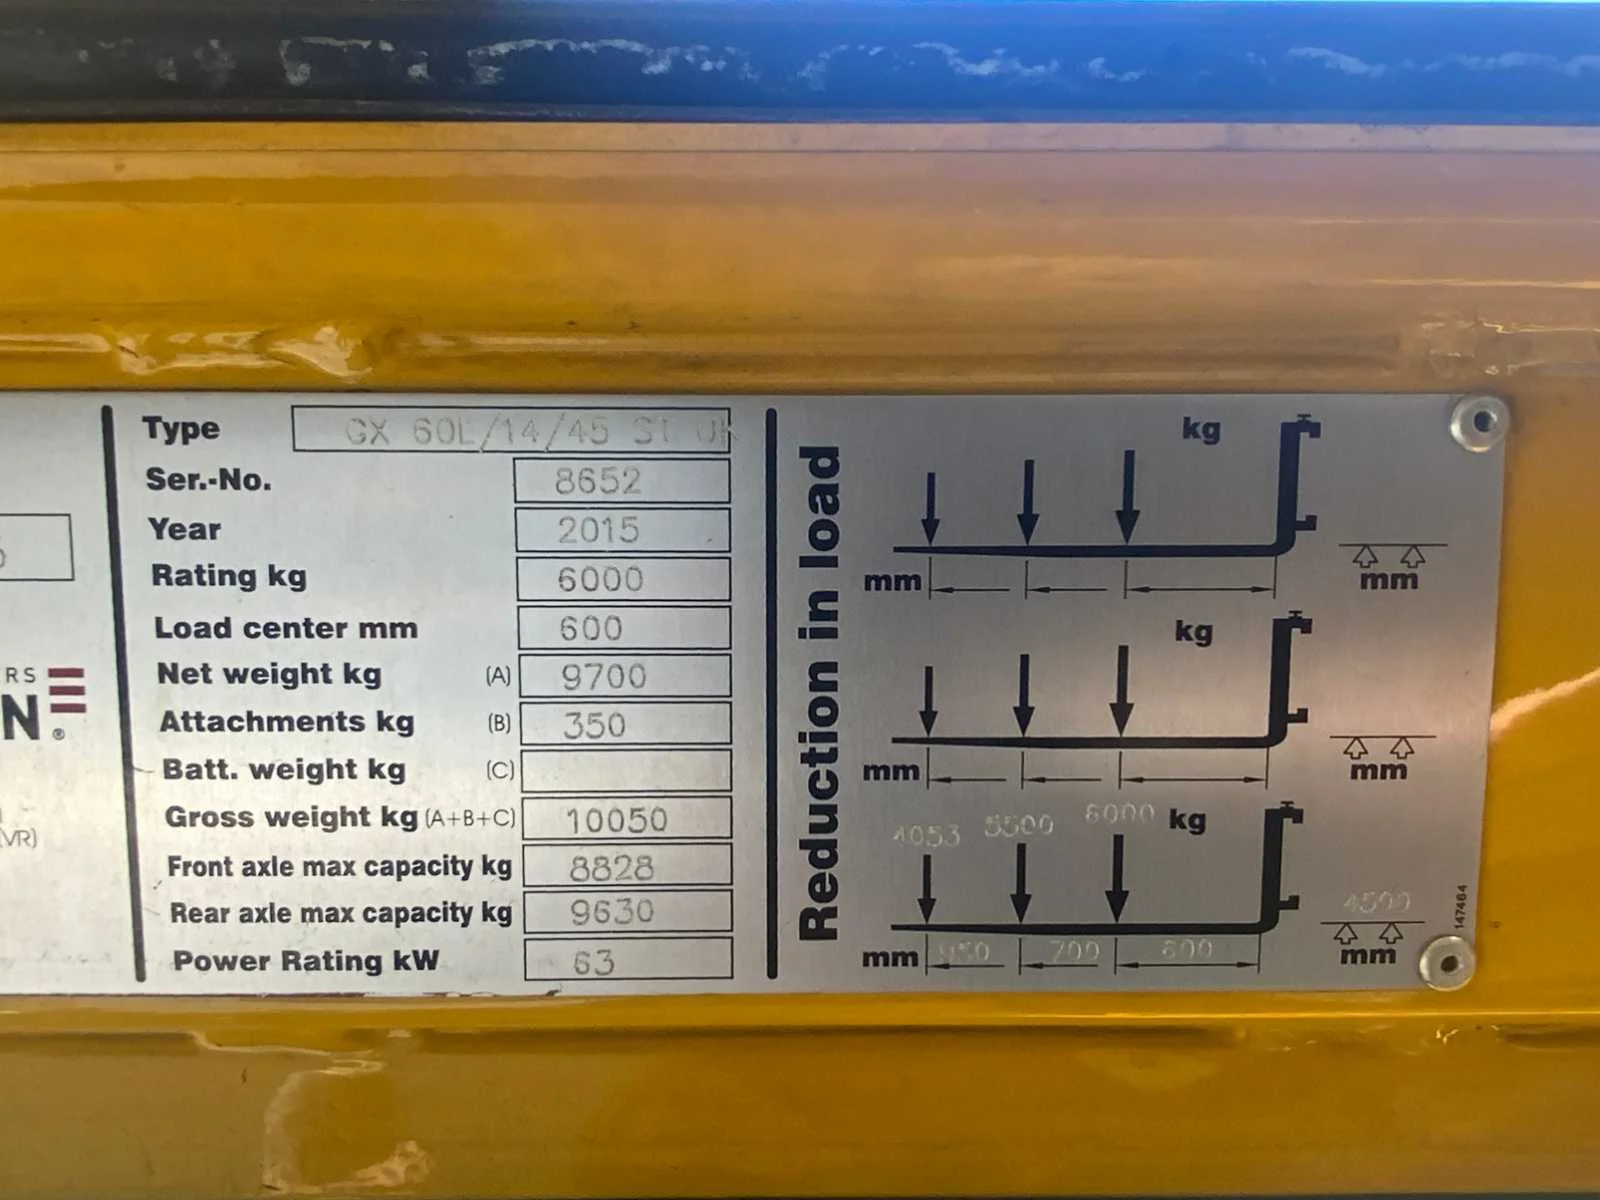 RS
N®
(VR)
Type GX 60L/14/45 ST UK
Ser.-No. 8652
Year 2015
Rating kg 6000
Load center mm 600
Net weight kg (A) 9700
Attachments kg (B) 350
Batt. weight kg (C)
Gross weight kg (A+B+C) 10050
Front axle max capacity kg 8828
Rear axle max capacity kg 9630
Power Rating kW 63
Reduction in load
kg
mm mm
kg
mm mm
4053 5500 6000 kg
4500
mm 700 600 mm
147464